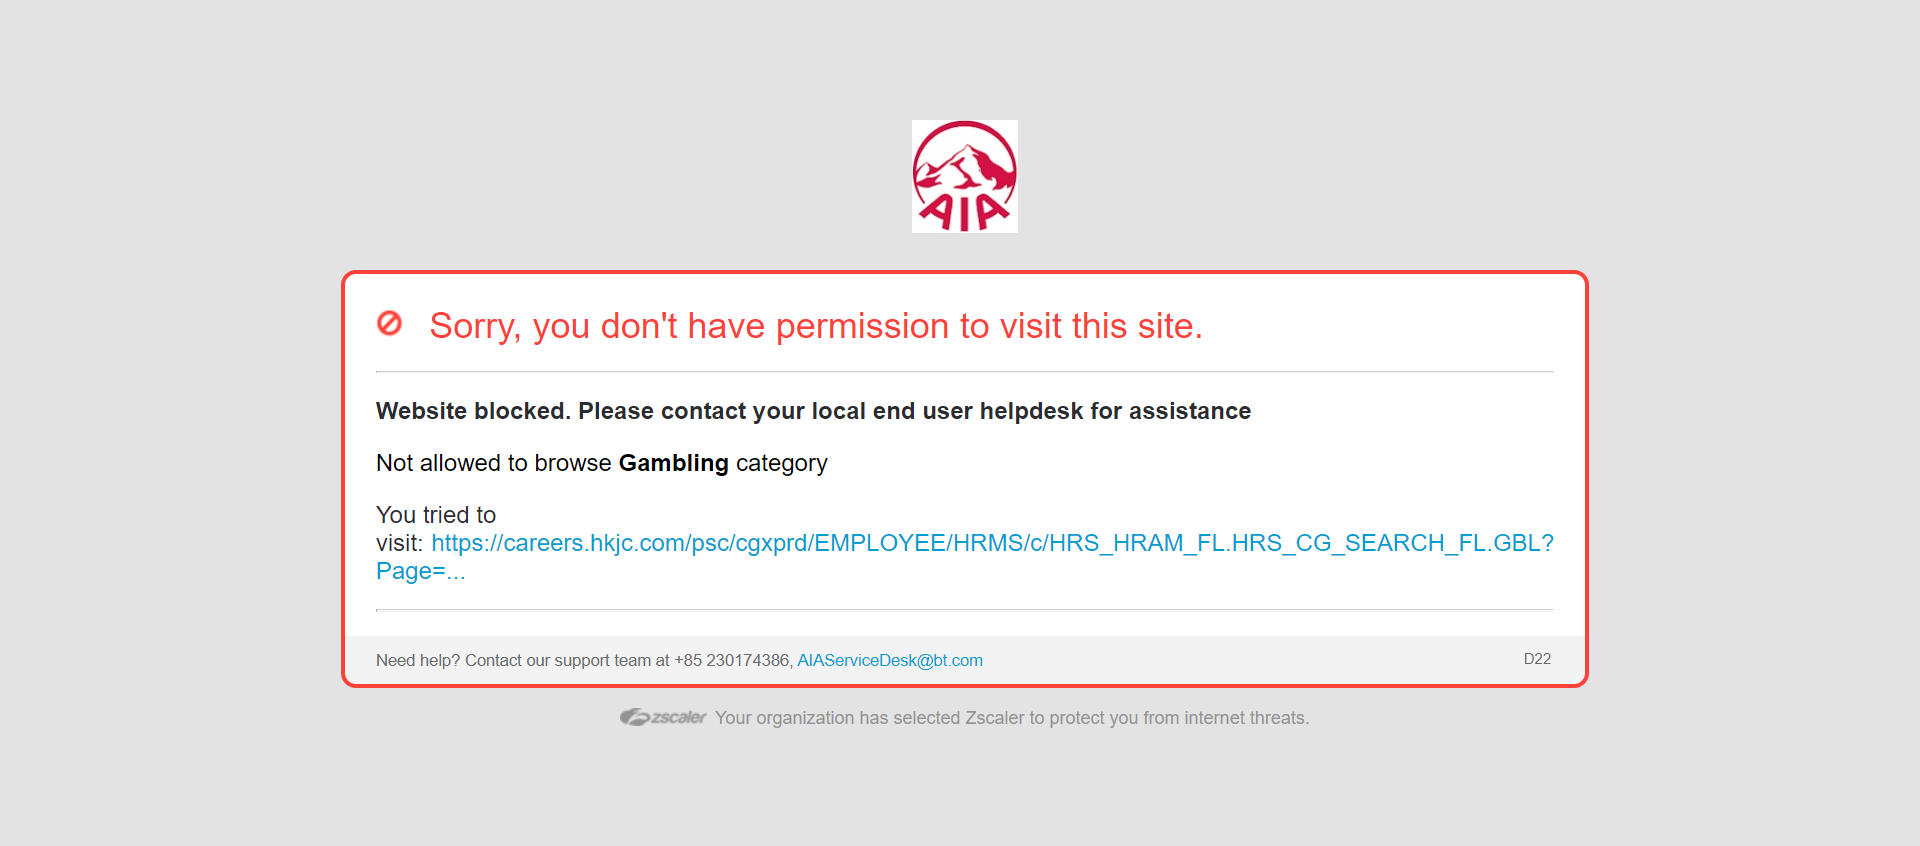 AIA
Sorry, you don't have permission to visit this site.
Website blocked. Please contact your local end user helpdesk for assistance
Not allowed to browse Gambling category
You tried to
visit: https://careers.hkjc.com/psc/cgxprd/EMPLOYEE/HRMS/c/HRS_HRAM_FL.HRS_CG_SEARCH_FL.GBL?
Page=...
Need help? Contact our support team at +85 230174386, AIAServiceDesk@bt.com D22
zscaler Your organization has selected Zscaler to protect you from internet threats.